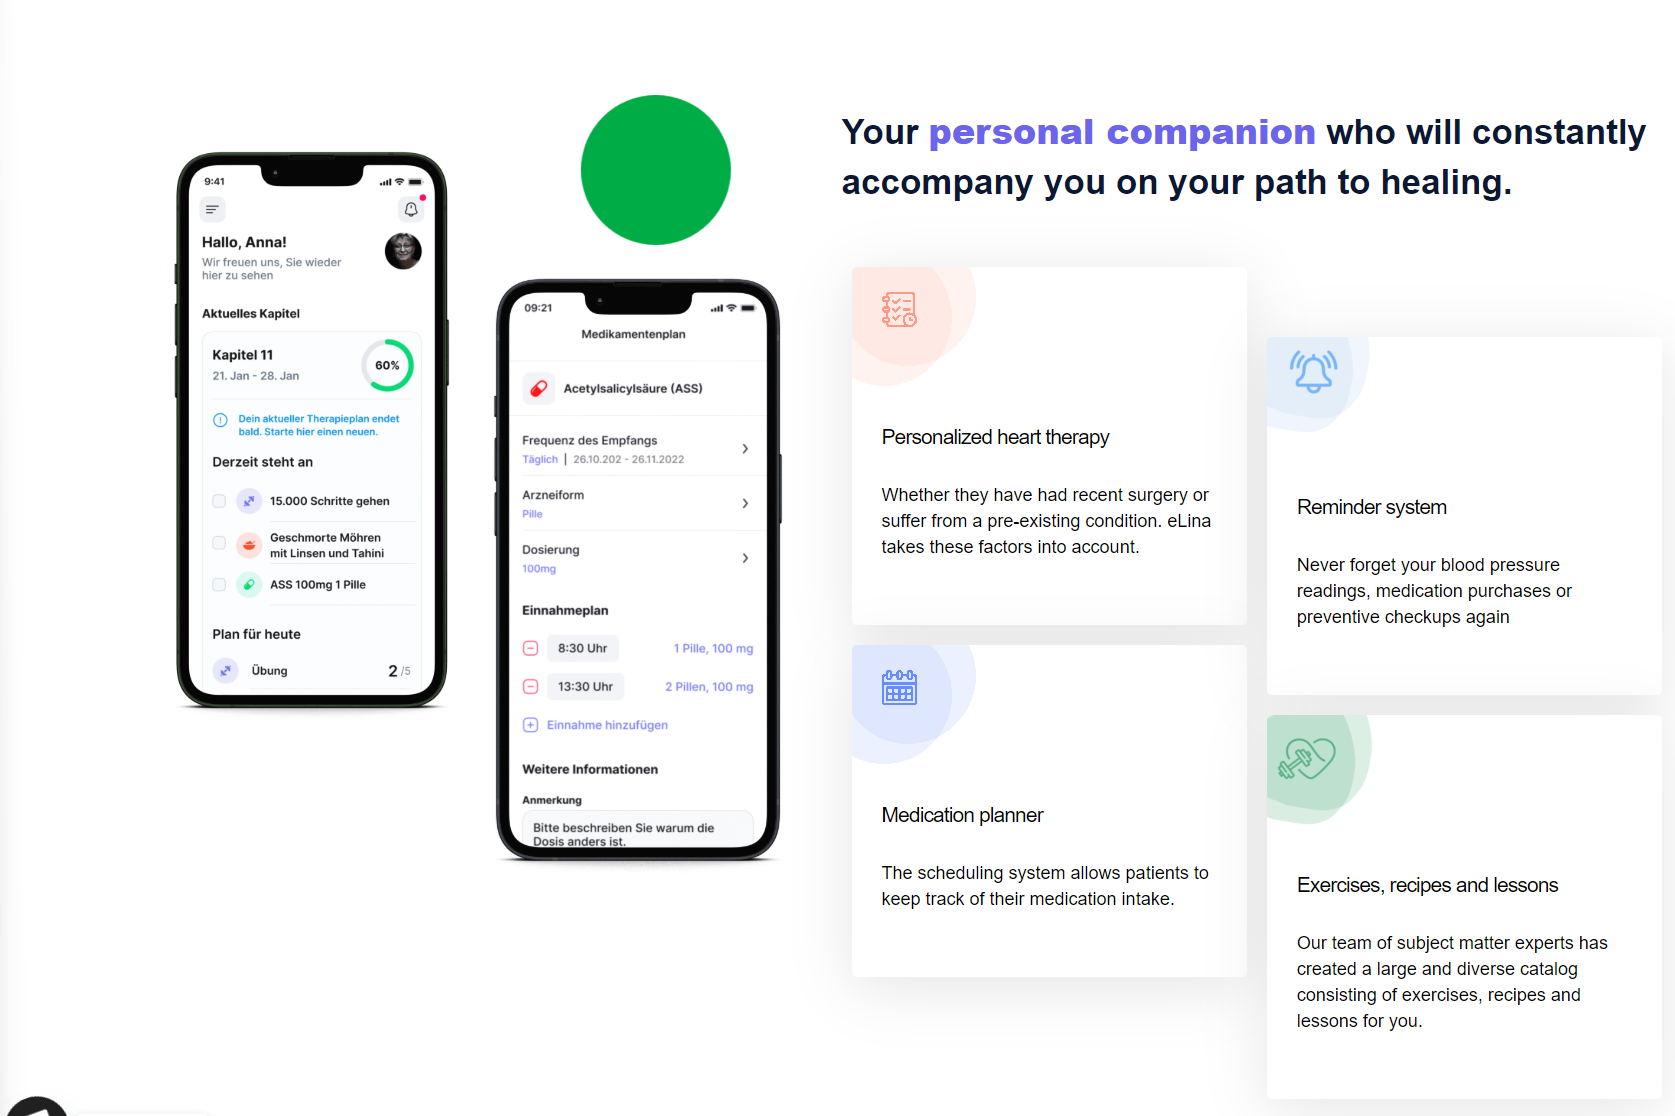 9:41
Hallo, Anna!
Wir freuen uns, Sie wieder
hier zu sehen
Aktuelles Kapitel
Kapitel 11
21. Jan - 28. Jan
60%
Dein aktueller Therapieplan endet
bald. Starte hier einen neuen.
Derzeit steht an
15.000 Schritte gehen
Geschmorte Möhren
mit Linsen und Tahini
ASS 100mg 1 Pille
Plan für heute
Übung
2 /5
09:21
Medikamentenplan
Acetylsalicylsäure (ASS)
Frequenz des Empfangs
Täglich | 26.10.202 - 26.11.2022
Arzneiform
Pille
Dosierung
100mg
Einnahmeplan
8:30 Uhr 1 Pille, 100 mg
13:30 Uhr 2 Pillen, 100 mg
Einnahme hinzufügen
Weitere Informationen
Anmerkung
Bitte beschreiben Sie warum die
Dosis anders ist.
Your personal companion who will constantly
accompany you on your path to healing.
Personalized heart therapy
Whether they have had recent surgery or
suffer from a pre-existing condition. eLina
takes these factors into account.
Reminder system
Never forget your blood pressure
readings, medication purchases or
preventive checkups again
Medication planner
The scheduling system allows patients to
keep track of their medication intake.
Exercises, recipes and lessons
Our team of subject matter experts has
created a large and diverse catalog
consisting of exercises, recipes and
lessons for you.